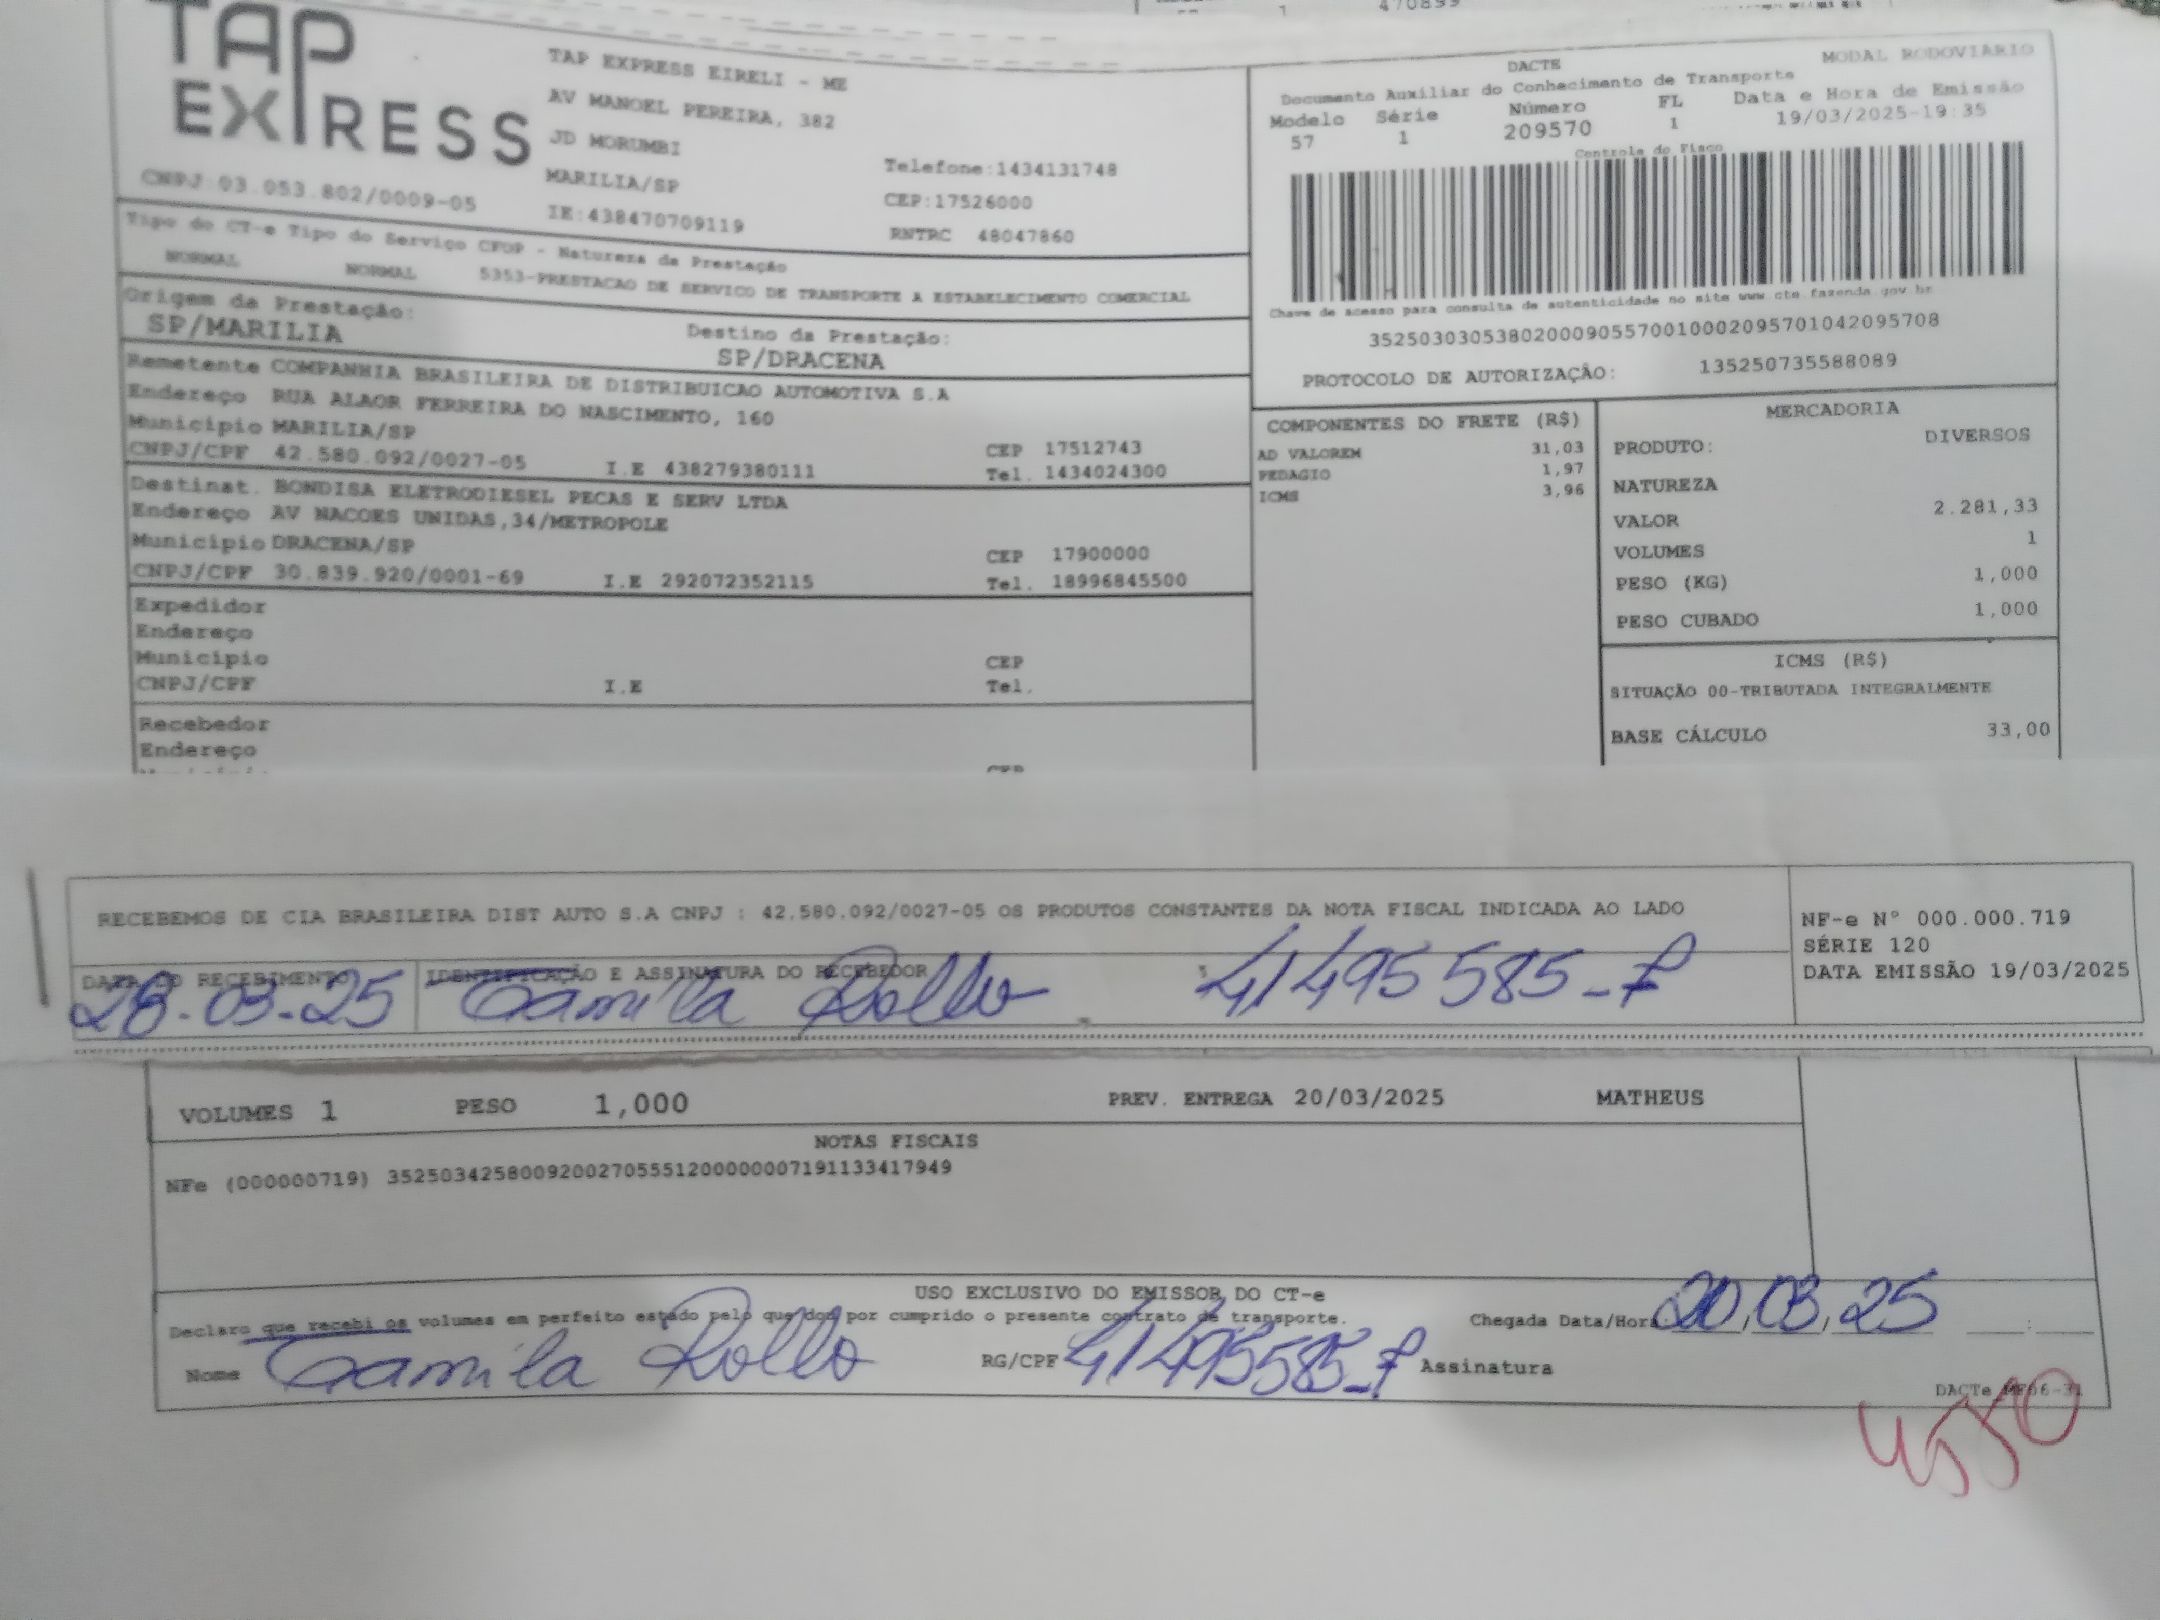 470899
TAP
EXPRESS
CNPJ:03.053.802/0009-05
TAP EXPRESS EIRELI - ME
AV MANOEL PEREIRA, 382
JD MORUMBI
MARILIA/SP
IE:438470709119
Telefone:1434131748
CEP:17526000
RNTRC 48047860
DACTE
MODAL RODOVIARIO
Documento Auxiliar do Conhecimento de Transporte
Modelo Série Número FL Data e Hora de Emissão
57 1 209570 1 19/03/2025-19:35
Controle do Fisco
Chave de acesso para consulta de autenticidade no site www.cte.fazenda.gov.br
35250303053802000905570010002095701042095708
PROTOCOLO DE AUTORIZAÇÃO: 135250735588089
Tipo do CT-e Tipo do Serviço CFOP - Natureza da Prestação
NORMAL NORMAL 5353-PRESTACAO DE SERVICO DE TRANSPORTE A ESTABELECIMENTO COMERCIAL
Origem da Prestação: Destino da Prestação:
SP/MARILIA SP/DRACENA
Remetente COMPANHIA BRASILEIRA DE DISTRIBUICAO AUTOMOTIVA S.A
Endereço RUA ALAOR FERREIRA DO NASCIMENTO, 160
Município MARILIA/SP CEP 17512743
CNPJ/CPF 42.580.092/0027-05 I.E 438279380111 Tel. 1434024300
Destinat. BONDISA ELETRODIESEL PECAS E SERV LTDA
Endereço AV NACOES UNIDAS,34/METROPOLE
Município DRACENA/SP CEP 17900000
CNPJ/CPF 30.839.920/0001-69 I.E 292072352115 Tel. 18996845500
Expedidor
Endereço
Município CEP
CNPJ/CPF I.E Tel.
Recebedor
Endereço
COMPONENTES DO FRETE (R$)
AD VALOREM 31,03
PEDAGIO 1,97
ICMS 3,96
MERCADORIA
PRODUTO: DIVERSOS
NATUREZA
VALOR 2.281,33
VOLUMES 1
PESO (KG) 1,000
PESO CUBADO 1,000
ICMS (R$)
SITUAÇÃO 00-TRIBUTADA INTEGRALMENTE
BASE CÁLCULO 33,00
RECEBEMOS DE CIA BRASILEIRA DIST AUTO S.A CNPJ : 42.580.092/0027-05 OS PRODUTOS CONSTANTES DA NOTA FISCAL INDICADA AO LADO
DATA DO RECEBIMENTO IDENTIFICAÇÃO E ASSINATURA DO RECEBEDOR
28.03.25 Camila Rollo 41495585-
NF-e Nº 000.000.719
SÉRIE 120
DATA EMISSÃO 19/03/2025
VOLUMES 1 PESO 1,000 PREV. ENTREGA 20/03/2025 MATHEUS
NOTAS FISCAIS
NFe (000000719) 35250342580092002705551200000007191133417949
USO EXCLUSIVO DO EMISSOR DO CT-e
Declaro que recebi os volumes em perfeito estado pelo que dou por cumprido o presente contrato de transporte. Chegada Data/Hora 20,03,25
Nome Camila Rollo RG/CPF 41495585- Assinatura
DACTe